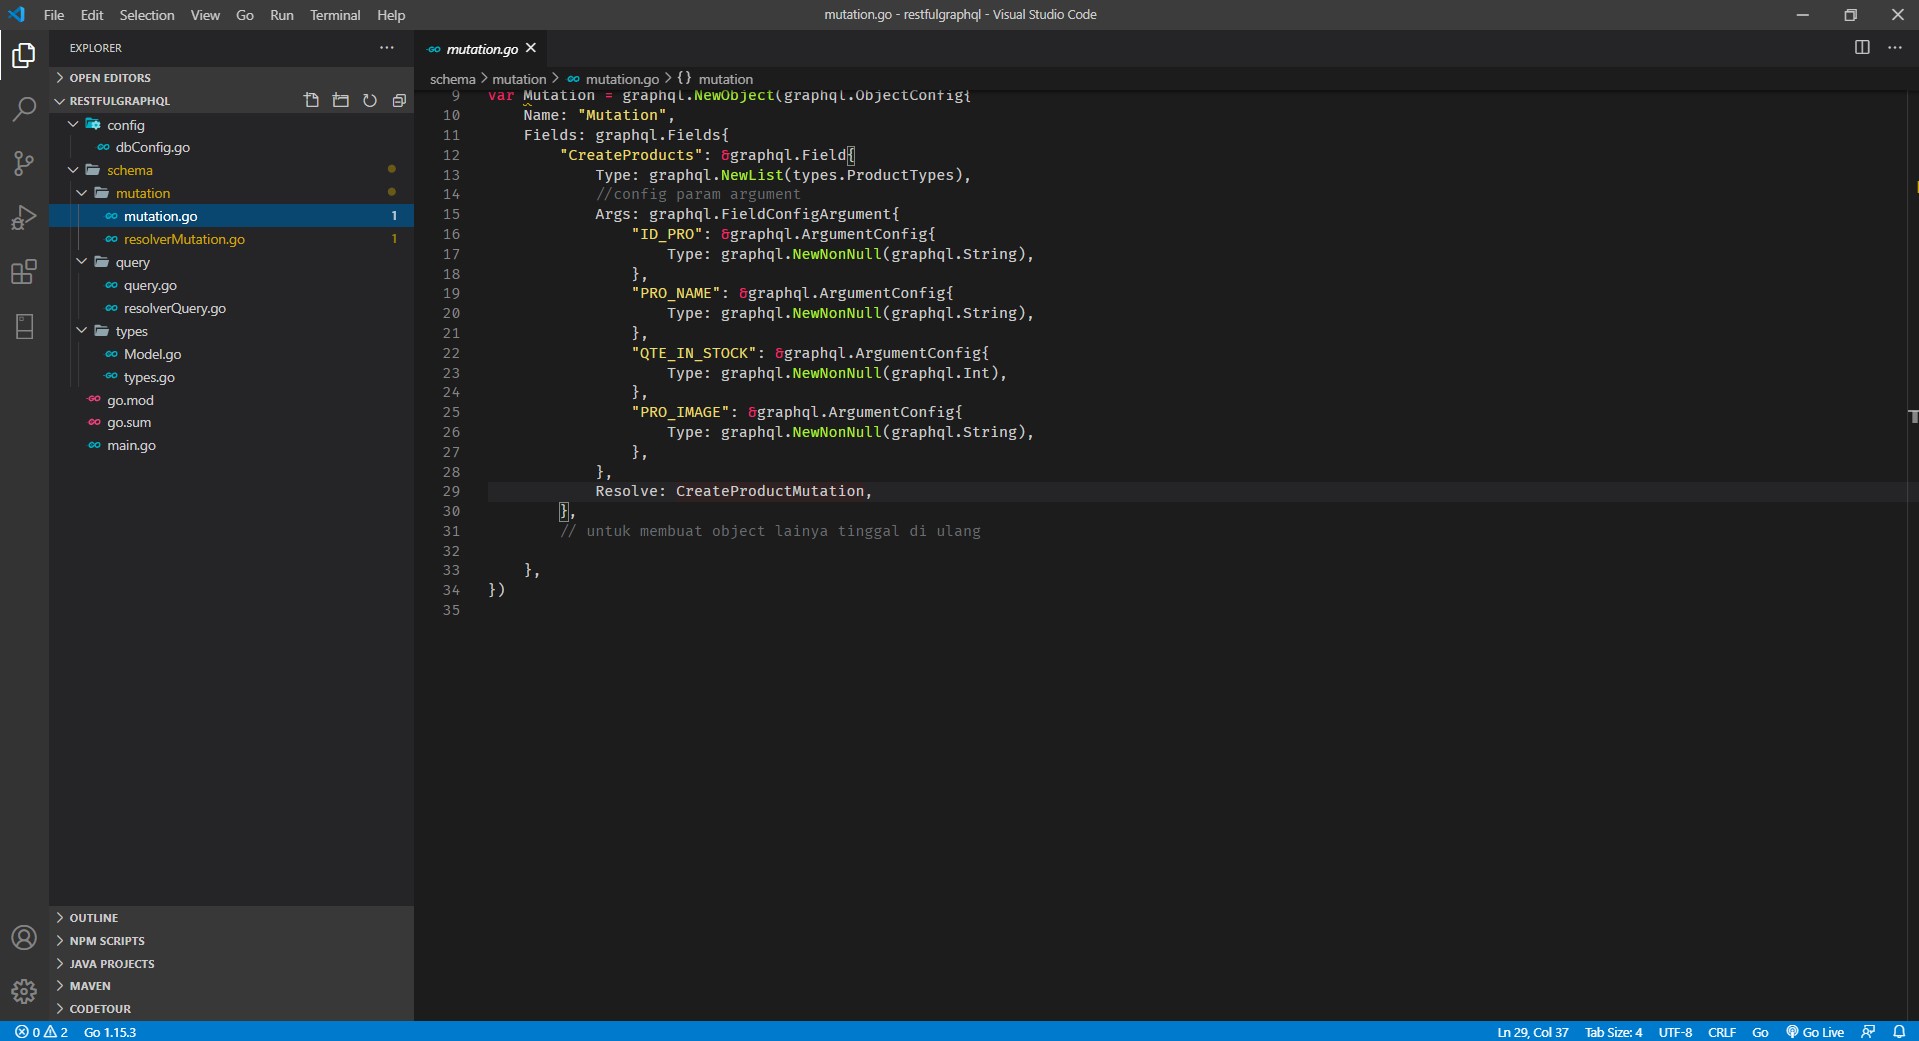 File Edit Selection View Go Run Terminal Help
mutation.go - restfulgraphql - Visual Studio Code
EXPLORER
OPEN EDITORS
RESTFULGRAPHQL
config
dbConfig.go
schema
mutation
mutation.go 1
resolverMutation.go 1
query
query.go
resolverQuery.go
types
Model.go
types.go
go.mod
go.sum
main.go
OUTLINE
NPM SCRIPTS
JAVA PROJECTS
MAVEN
CODETOUR
mutation.go
schema > mutation > mutation.go > {} mutation
9 var Mutation = graphql.NewObject(graphql.ObjectConfig{
10 Name: "Mutation",
11 Fields: graphql.Fields{
12 "CreateProducts": &graphql.Field{
13 Type: graphql.NewList(types.ProductTypes),
14 //config param argument
15 Args: graphql.FieldConfigArgument{
16 "ID_PRO": &graphql.ArgumentConfig{
17 Type: graphql.NewNonNull(graphql.String),
18 },
19 "PRO_NAME": &graphql.ArgumentConfig{
20 Type: graphql.NewNonNull(graphql.String),
21 },
22 "QTE_IN_STOCK": &graphql.ArgumentConfig{
23 Type: graphql.NewNonNull(graphql.Int),
24 },
25 "PRO_IMAGE": &graphql.ArgumentConfig{
26 Type: graphql.NewNonNull(graphql.String),
27 },
28 },
29 Resolve: CreateProductMutation,
30 },
31 // untuk membuat object lainya tinggal di ulang
32
33 },
34 })
35
0 2 Go 1.15.3
Ln 29, Col 37 Tab Size: 4 UTF-8 CRLF Go Go Live